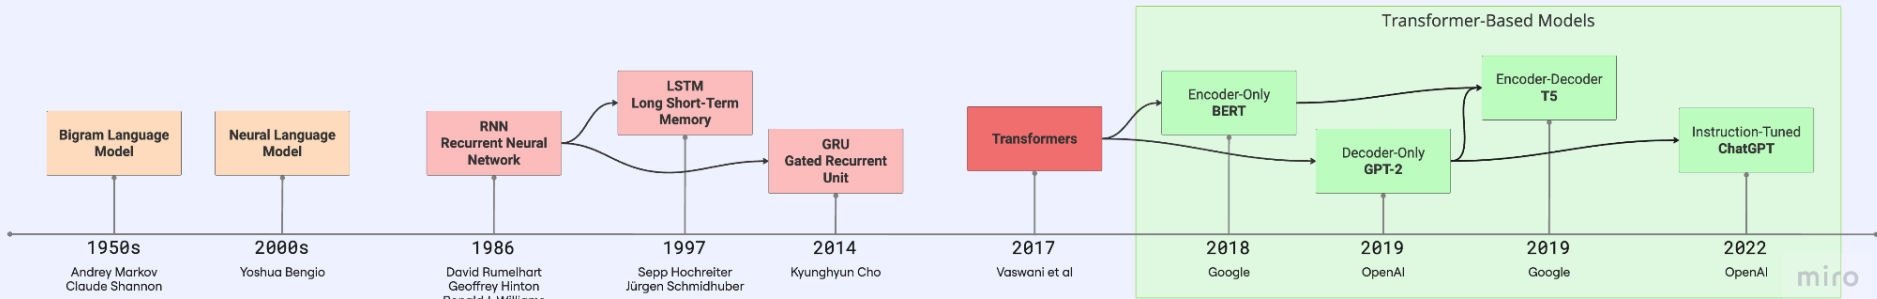 Transformer-Based Models
Bigram Language
Model
Neural Language
Model
RNN
Recurrent Neural
Network
LSTM
Long Short-Term
Memory
GRU
Gated Recurrent
Unit
Transformers
Encoder-Only
BERT
Decoder-Only
GPT-2
Encoder-Decoder
T5
Instruction-Tuned
ChatGPT
1950s
Andrey Markov
Claude Shannon
2000s
Yoshua Bengio
1986
David Rumelhart
Geoffrey Hinton
Ronald J. Williams
1997
Sepp Hochreiter
Jürgen Schmidhuber
2014
Kyunghyun Cho
2017
Vaswani et al
2018
Google
2019
OpenAI
2019
Google
2022
OpenAI
miro